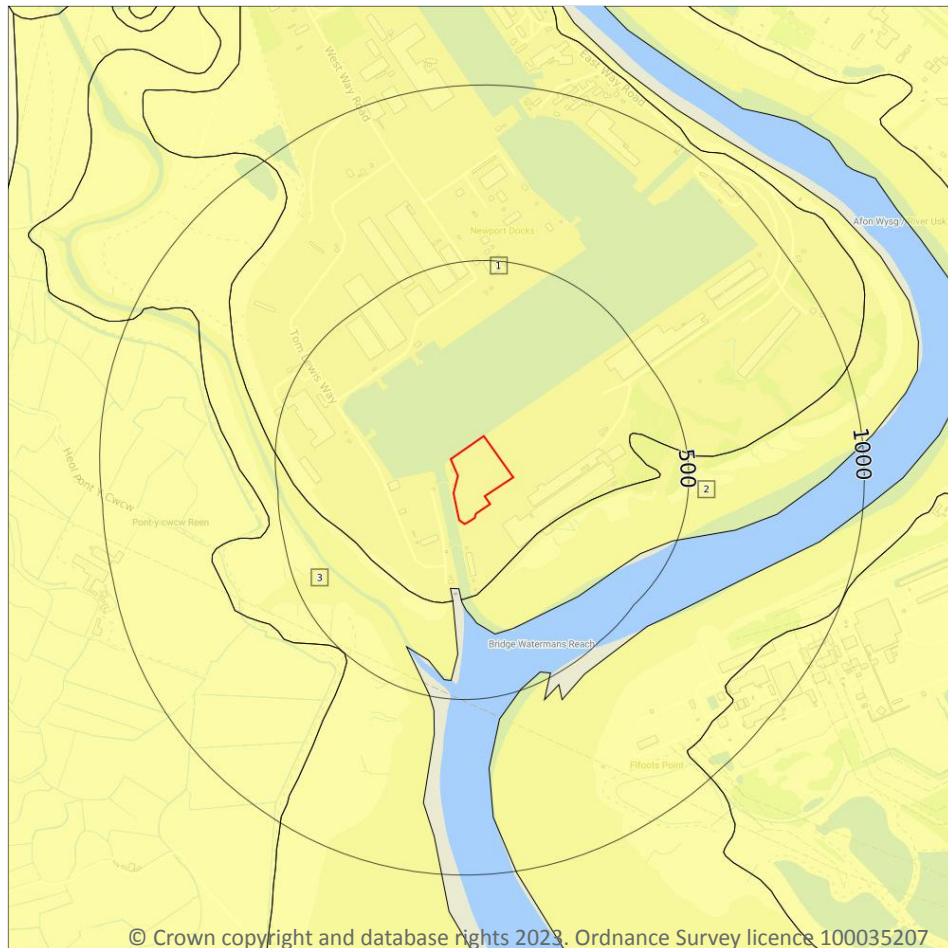 West Way Road
East Way Road
Afon Wysg / River Usk
Newport Docks
1
Tom Lewis Way
1000
500
2
Heol Pont Y Cwcw
Pont-y-cwcw Reen
3
Bridge Watermans Reach
Fifoots Point
© Crown copyright and database rights 2023. Ordnance Survey licence 100035207